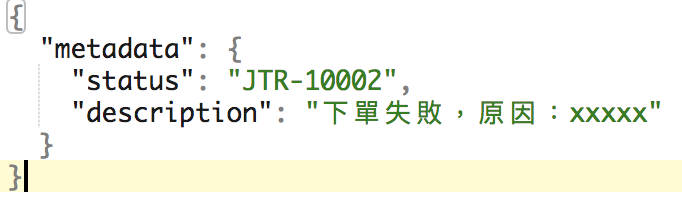 {
"metadata": {
"status": "JTR-10002",
"description": "下單失敗，原因：xxxxx"
}
}